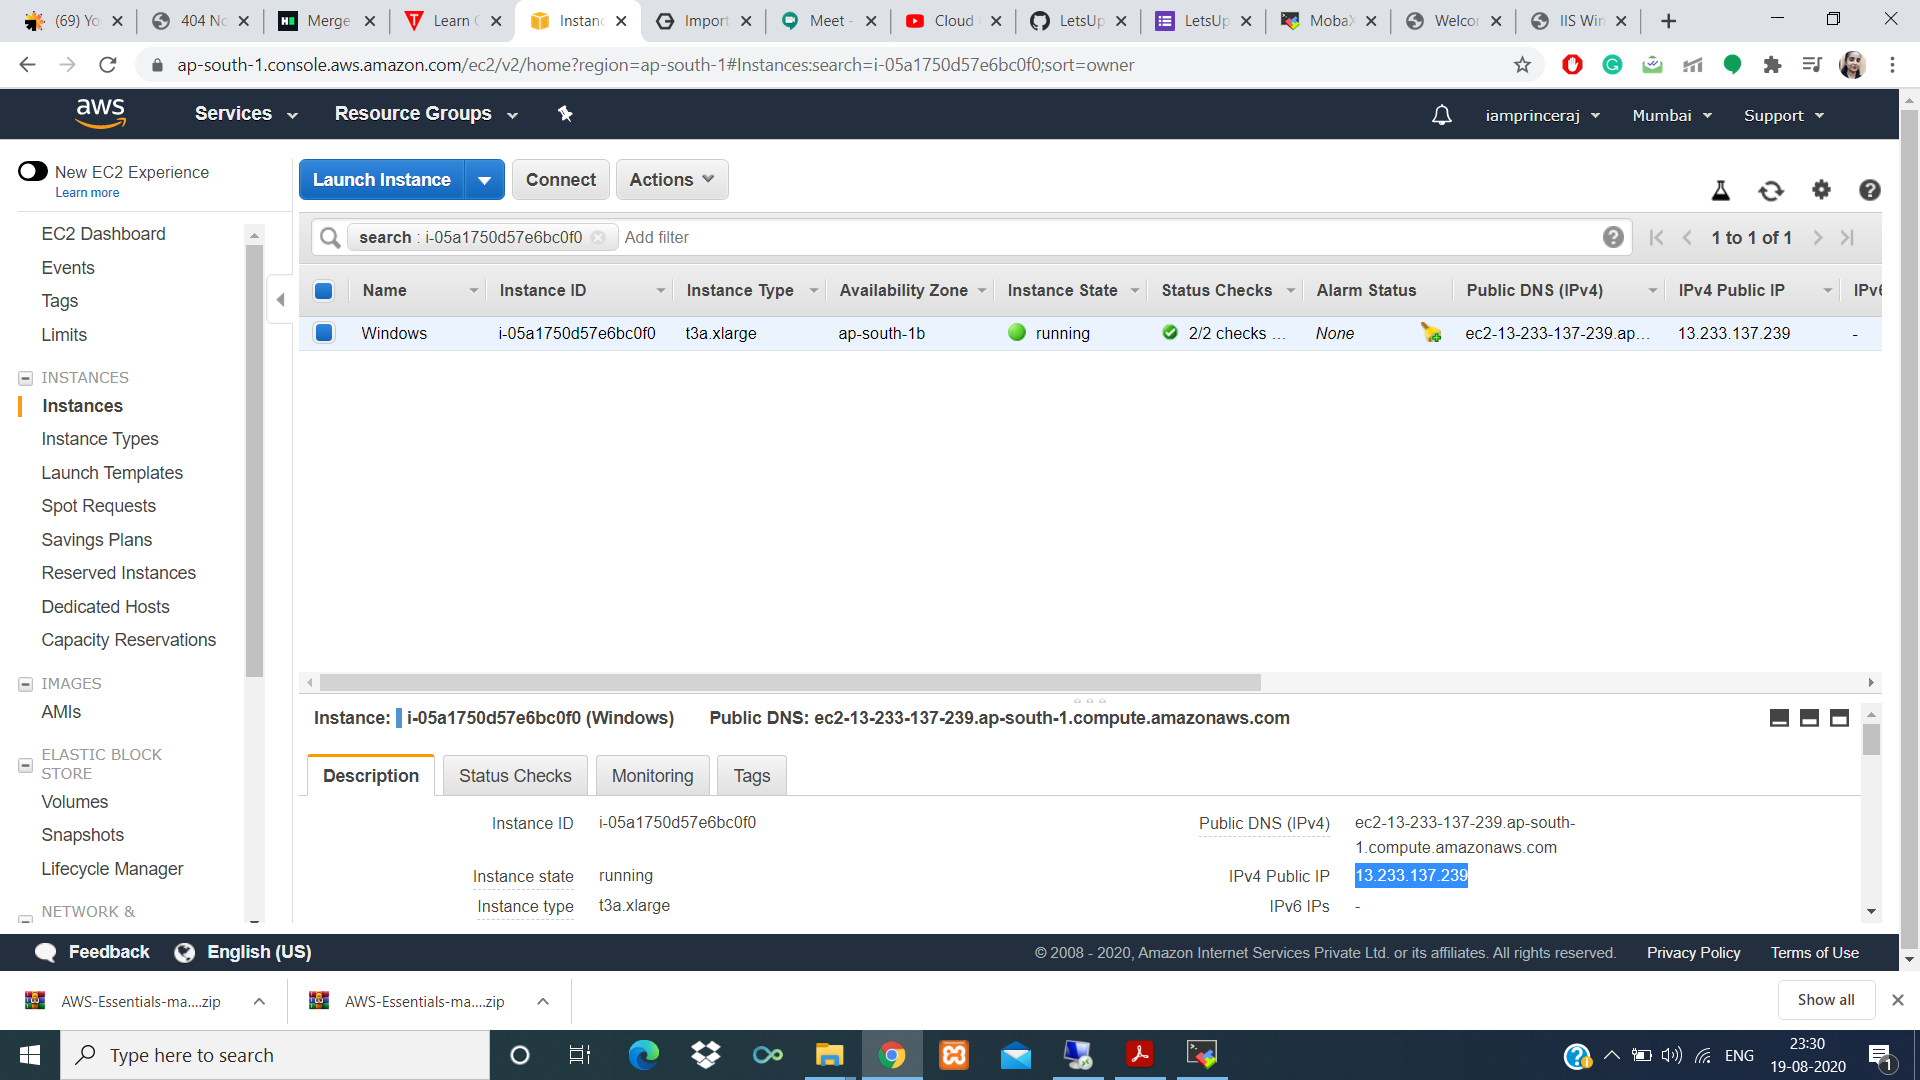 (69) Yo
404 No
Merge
Learn
Instan
Import
Meet -
Cloud
LetsUp
LetsUp
MobaX
Welcor
IIS Win
ap-south-1.console.aws.amazon.com/ec2/v2/home?region=ap-south-1#Instances:search=i-05a1750d57e6bc0f0;sort=owner
aws
Services
Resource Groups
iamprinceraj
Mumbai
Support
New EC2 Experience
Learn more
EC2 Dashboard
Events
Tags
Limits
INSTANCES
Instances
Instance Types
Launch Templates
Spot Requests
Savings Plans
Reserved Instances
Dedicated Hosts
Capacity Reservations
IMAGES
AMIs
ELASTIC BLOCK
STORE
Volumes
Snapshots
Lifecycle Manager
NETWORK &
Launch Instance
Connect
Actions
search : i-05a1750d57e6bc0f0
Add filter
1 to 1 of 1
Name Instance ID Instance Type Availability Zone Instance State Status Checks Alarm Status Public DNS (IPv4) IPv4 Public IP IPv6
Windows i-05a1750d57e6bc0f0 t3a.xlarge ap-south-1b running 2/2 checks ... None ec2-13-233-137-239.ap... 13.233.137.239 -
Instance: i-05a1750d57e6bc0f0 (Windows) Public DNS: ec2-13-233-137-239.ap-south-1.compute.amazonaws.com
Description Status Checks Monitoring Tags
Instance ID i-05a1750d57e6bc0f0
Public DNS (IPv4) ec2-13-233-137-239.ap-south-
1.compute.amazonaws.com
Instance state running
IPv4 Public IP 13.233.137.239
Instance type t3a.xlarge
IPv6 IPs -
Feedback
English (US)
© 2008 - 2020, Amazon Internet Services Private Ltd. or its affiliates. All rights reserved.
Privacy Policy
Terms of Use
AWS-Essentials-ma....zip
AWS-Essentials-ma....zip
Show all
Type here to search
ENG
23:30
19-08-2020
1